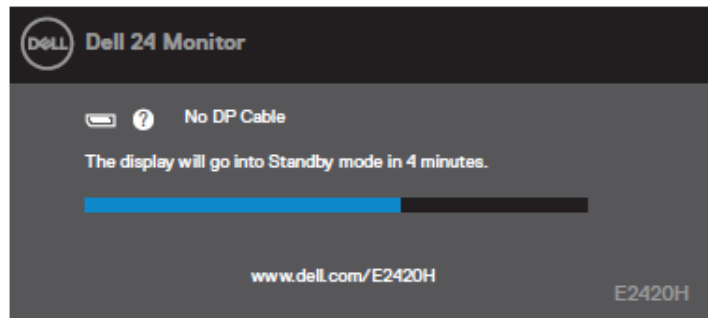 DELL Dell 24 Monitor
No DP Cable
The display will go into Standby mode in 4 minutes.
www.dell.com/E2420H
E2420H